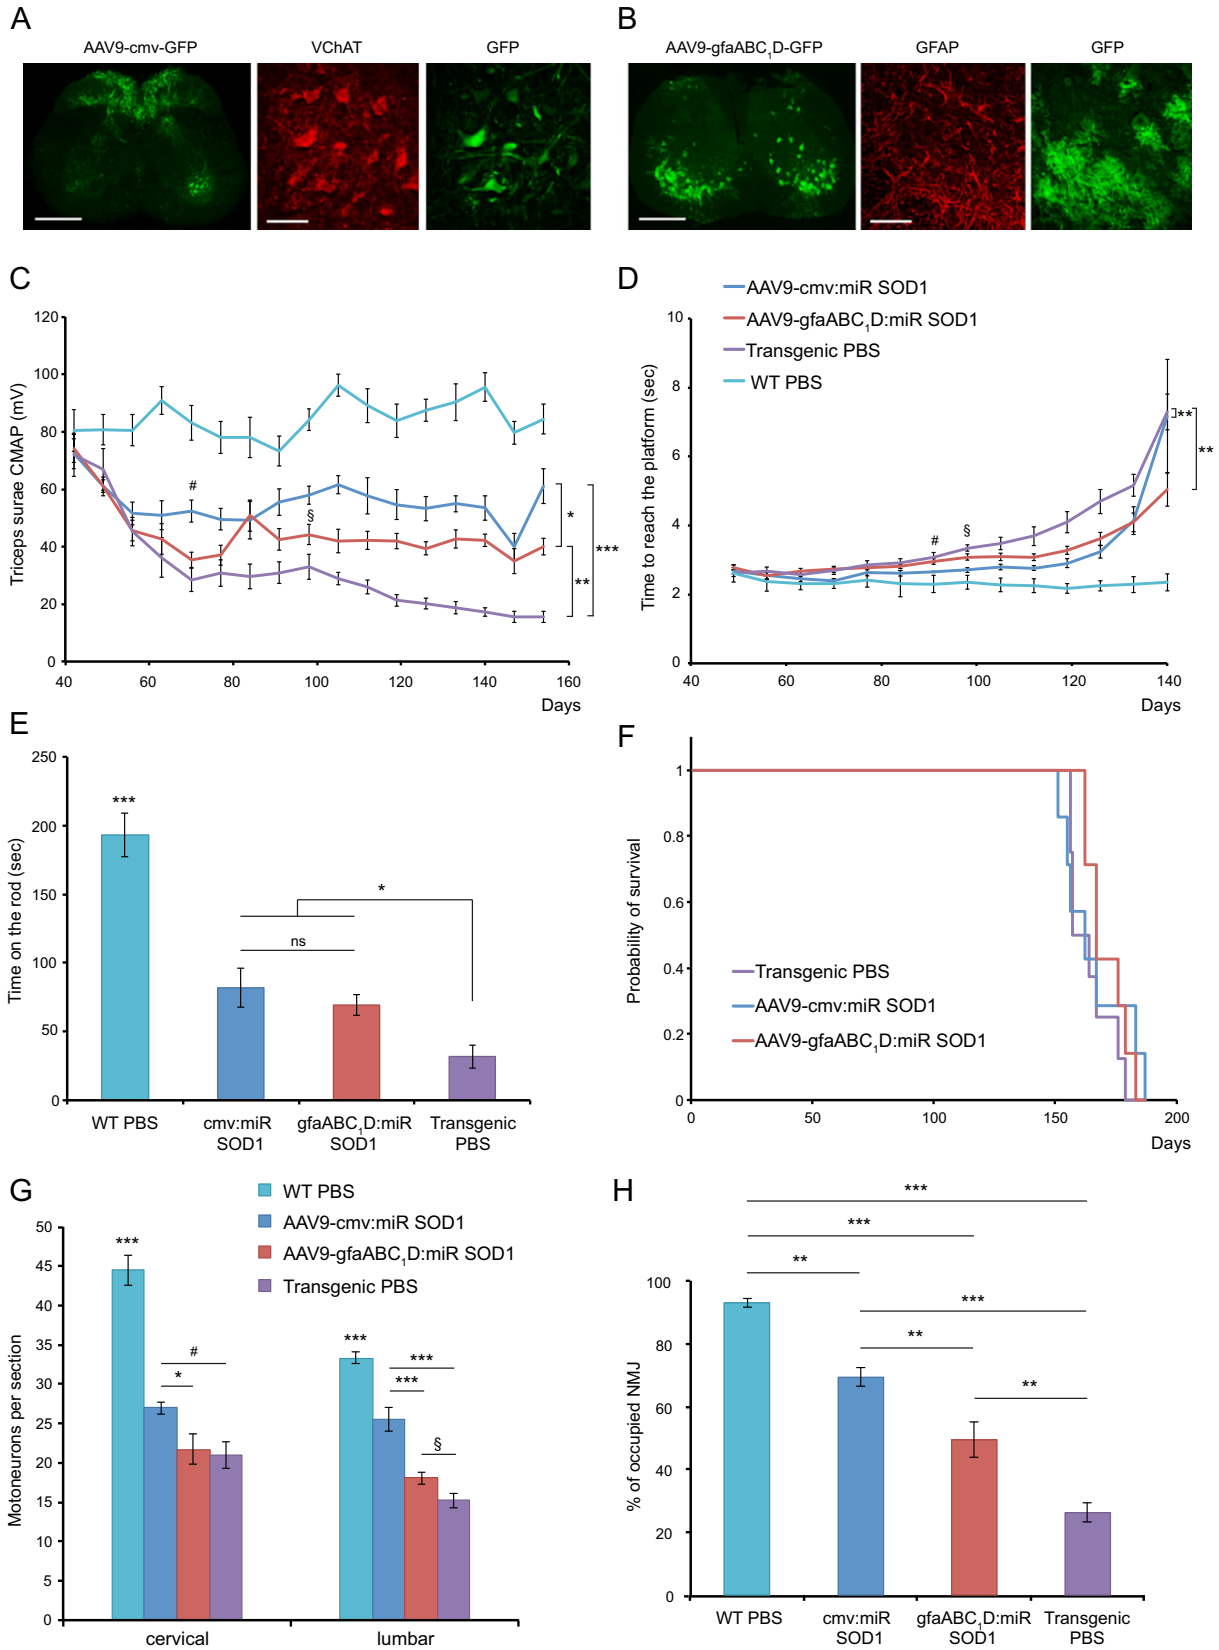 A
AAV9-cmv-GFP
VChAT
GFP
B
AAV9-gfaABC₁D-GFP
GFAP
GFP
C
Triceps surae CMAP (mV)
120
100
80
60
40
20
0
40
60
80
100
120
140
160
Days
#
§
*
**
***
D
AAV9-cmv:miR SOD1
AAV9-gfaABC₁D:miR SOD1
Transgenic PBS
WT PBS
Time to reach the platform (sec)
10
8
6
4
2
0
40
60
80
100
120
140
Days
#
§
**
**
E
Time on the rod (sec)
250
200
150
100
50
0
***
ns
*
WT PBS
cmv:miR
SOD1
gfaABC₁D:miR
SOD1
Transgenic
PBS
F
Probability of survival
1
0.8
0.6
0.4
0.2
0
0
50
100
150
200
Days
Transgenic PBS
AAV9-cmv:miR SOD1
AAV9-gfaABC₁D:miR SOD1
G
WT PBS
AAV9-cmv:miR SOD1
AAV9-gfaABC₁D:miR SOD1
Transgenic PBS
Motoneurons per section
50
45
40
35
30
25
20
15
10
5
0
***
#
*
***
***
***
§
cervical
lumbar
H
% of occupied NMJ
100
80
60
40
20
0
***
***
**
***
**
**
WT PBS
cmv:miR
SOD1
gfaABC₁D:miR
SOD1
Transgenic
PBS